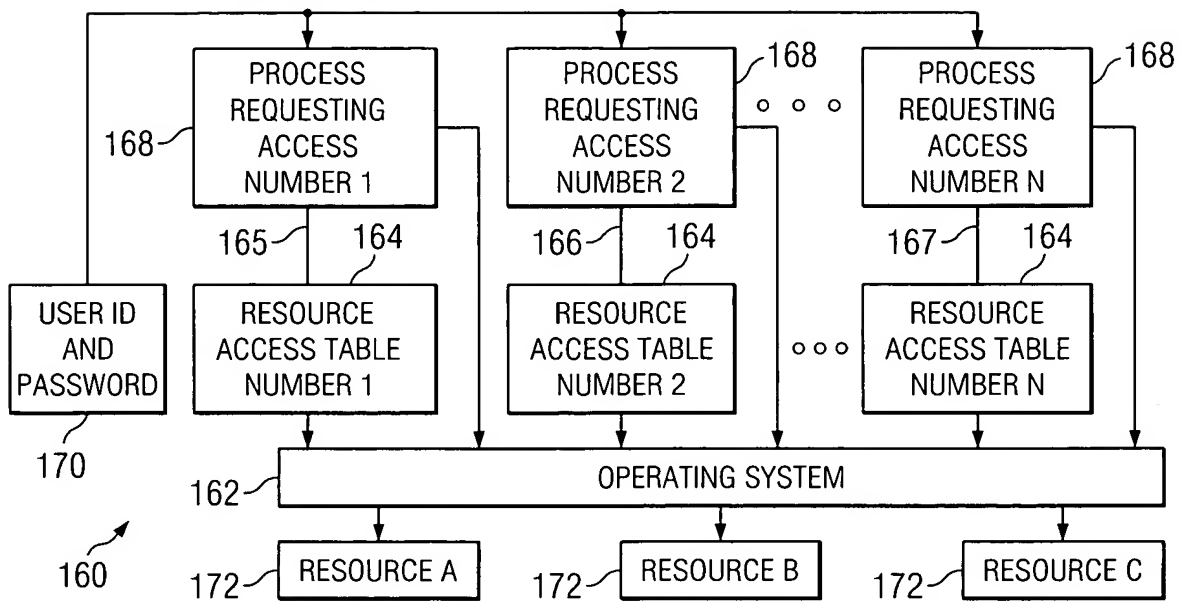 PROCESS
REQUESTING
ACCESS
NUMBER 1
168
PROCESS
REQUESTING
ACCESS
NUMBER 2
168
PROCESS
REQUESTING
ACCESS
NUMBER N
168
165
164
166
164
167
164
USER ID
AND
PASSWORD
170
RESOURCE
ACCESS TABLE
NUMBER 1
RESOURCE
ACCESS TABLE
NUMBER 2
RESOURCE
ACCESS TABLE
NUMBER N
162
OPERATING SYSTEM
160
172
RESOURCE A
172
RESOURCE B
172
RESOURCE C